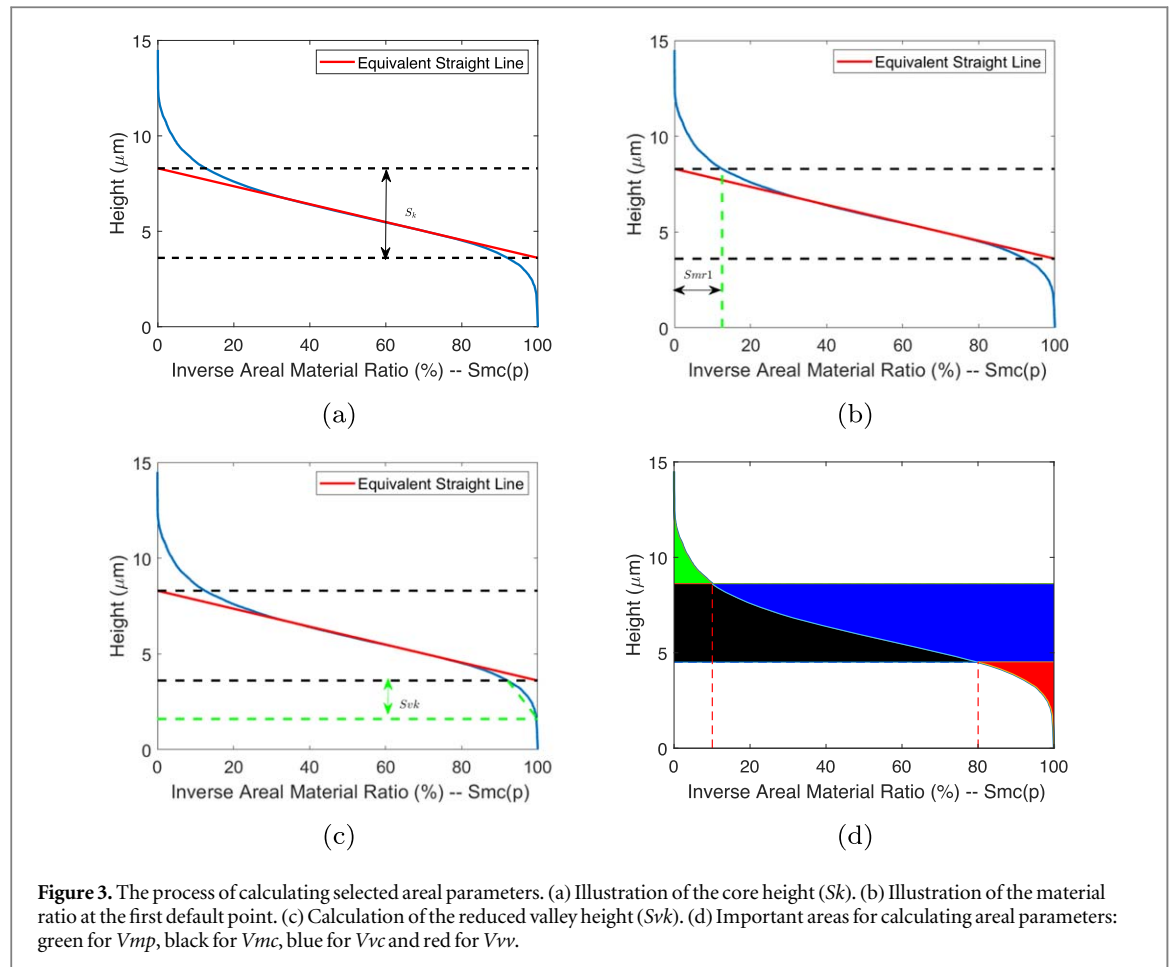 15
10
5
0
Height (μm)
Equivalent Straight Line
Sk
0 20 40 60 80 100
Inverse Areal Material Ratio (%) -- Smc(p)
(a)
15
10
5
0
Height (μm)
Equivalent Straight Line
Smr1
0 20 40 60 80 100
Inverse Areal Material Ratio (%) -- Smc(p)
(b)
15
10
5
0
Height (μm)
Equivalent Straight Line
Svk
0 20 40 60 80 100
Inverse Areal Material Ratio (%) -- Smc(p)
(c)
15
10
5
0
Height (μm)
0 20 40 60 80 100
Inverse Areal Material Ratio (%) -- Smc(p)
(d)
Figure 3. The process of calculating selected areal parameters. (a) Illustration of the core height (Sk). (b) Illustration of the material
ratio at the first default point. (c) Calculation of the reduced valley height (Svk). (d) Important areas for calculating areal parameters:
green for Vmp, black for Vmc, blue for Vvc and red for Vvv.